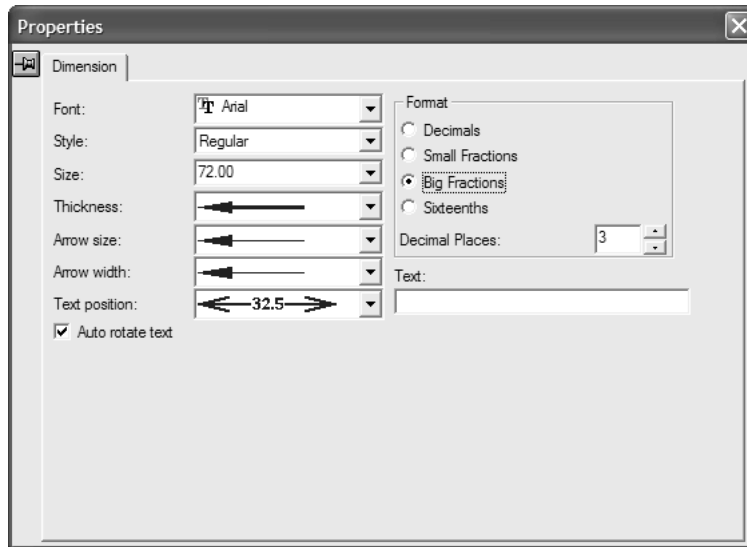 Properties
Dimension
Font: Arial
Style: Regular
Size: 72.00
Thickness:
Arrow size:
Arrow width:
Text position: 32.5
Auto rotate text
Format
Decimals
Small Fractions
Big Fractions
Sixteenths
Decimal Places: 3
Text: